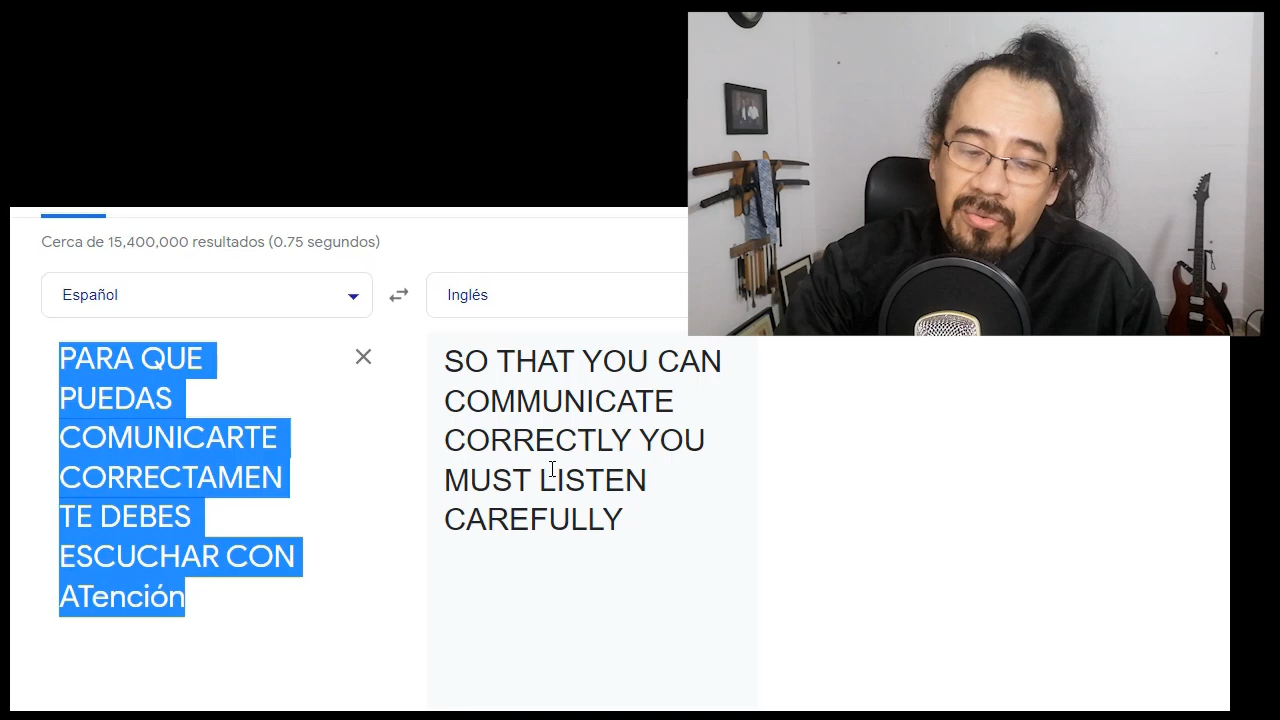 Cerca de 15,400,000 resultados (0.75 segundos)
Español
Inglés
PARA QUE
PUEDAS
COMUNICARTE
CORRECTAMEN
TE DEBES
ESCUCHAR CON
ATención
SO THAT YOU CAN
COMMUNICATE
CORRECTLY YOU
MUST LISTEN
CAREFULLY